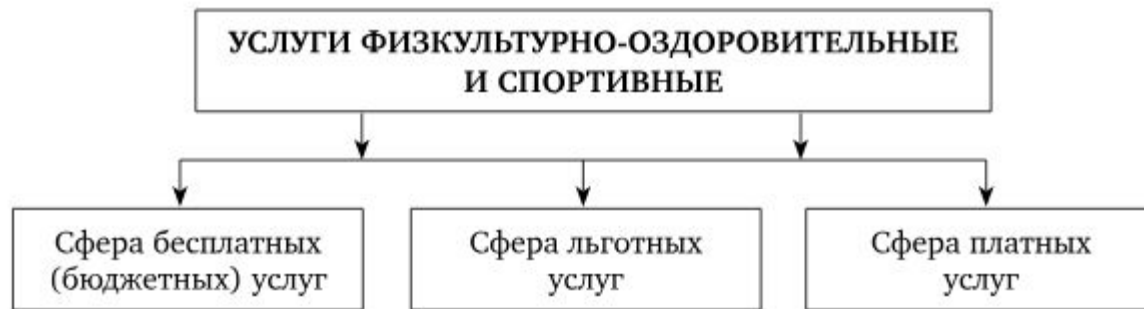 УСЛУГИ ФИЗКУЛЬТУРНО-ОЗДОРОВИТЕЛЬНЫЕ
И СПОРТИВНЫЕ
Сфера бесплатных
(бюджетных) услуг
Сфера льготных
услуг
Сфера платных
услуг